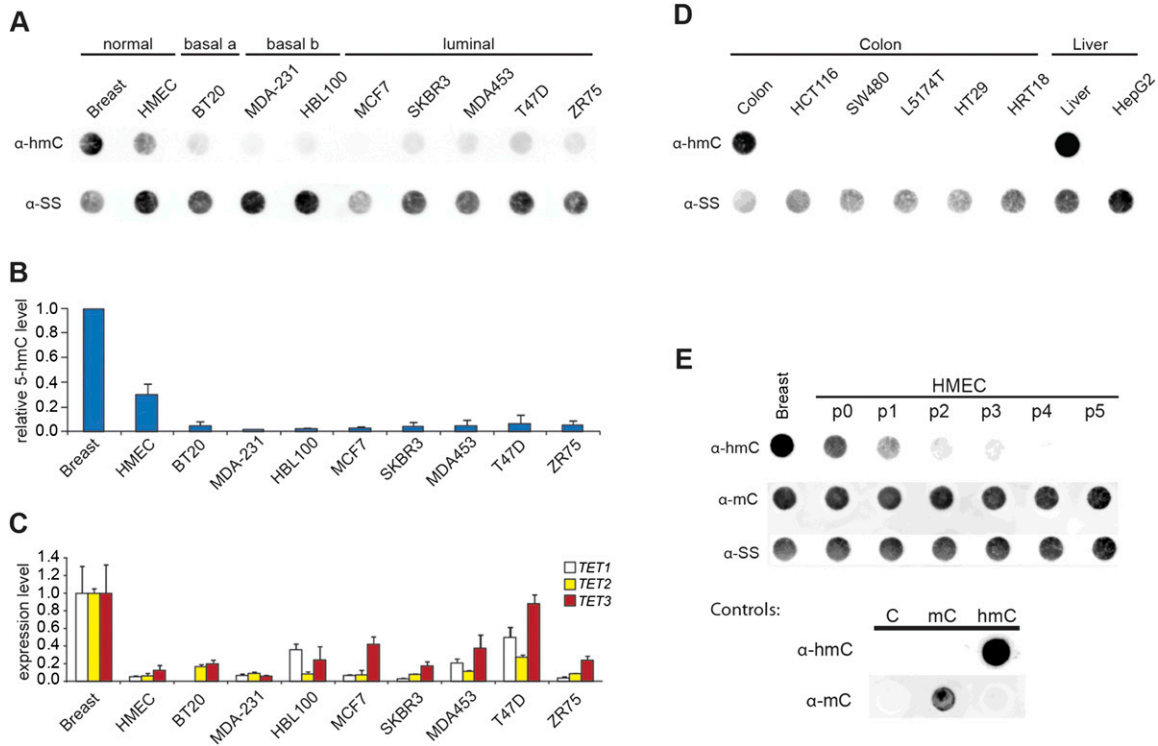 A
normal basal a basal b luminal
Breast HMEC BT20 MDA-231 HBL100 MCF7 SKBR3 MDA453 T47D ZR75
α-hmC
α-SS
B
relative 5-hmC level
1.0
0.8
0.6
0.4
0.2
0.0
Breast HMEC BT20 MDA-231 HBL100 MCF7 SKBR3 MDA453 T47D ZR75
C
expression level
1.4
1.2
1.0
0.8
0.6
0.4
0.2
0.0
TET1
TET2
TET3
Breast HMEC BT20 MDA-231 HBL100 MCF7 SKBR3 MDA453 T47D ZR75
D
Colon Liver
Colon HCT116 SW480 L5174T HT29 HRT18 Liver HepG2
α-hmC
α-SS
E
HMEC
Breast p0 p1 p2 p3 p4 p5
α-hmC
α-mC
α-SS
Controls:
C mC hmC
α-hmC
α-mC